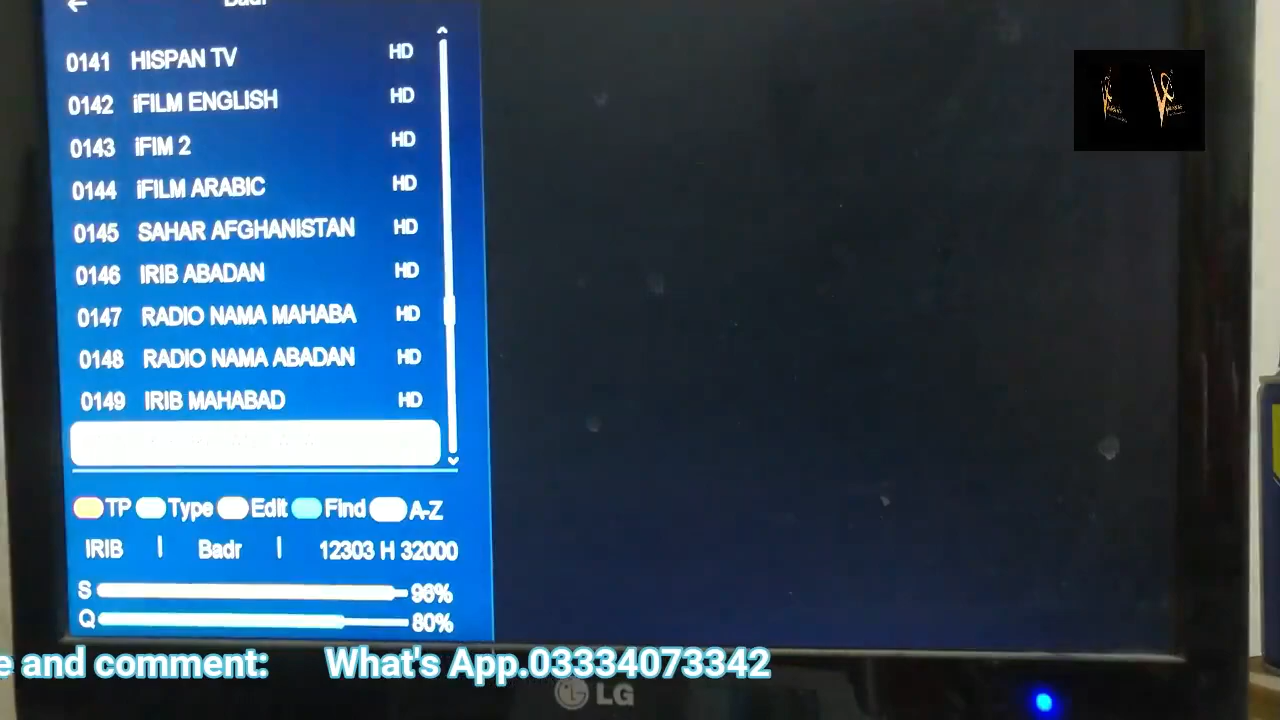 Badr
0141 HISPAN TV HD
0142 iFILM ENGLISH HD
0143 iFIM 2 HD
0144 iFILM ARABIC HD
0145 SAHAR AFGHANISTAN HD
0146 IRIB ABADAN HD
0147 RADIO NAMA MAHABA HD
0148 RADIO NAMA ABADAN HD
0149 IRIB MAHABAD HD
TP Type Edit Find A-Z
IRIB | Badr | 12303 H 32000
S 96%
Q 80%
e and comment: What's App.03334073342
LG